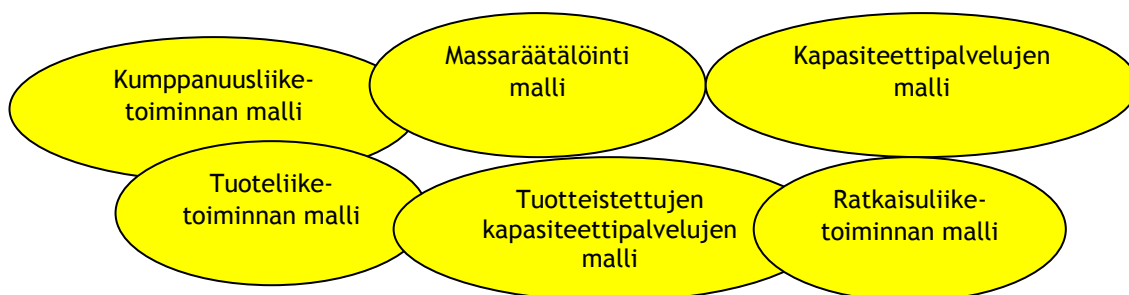 Kumppanuusliike-
toiminnan malli
Massaräätälöinti
malli
Kapasiteettipalvelujen
malli
Tuoteliike-
toiminnan malli
Tuotteistettujen
kapasiteettipalvelujen
malli
Ratkaisuliike-
toiminnan malli